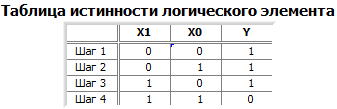 Таблица истинности логического элемента
X1 X0 Y
Шаг 1 0 0 1
Шаг 2 0 1 1
Шаг 3 1 0 1
Шаг 4 1 1 0